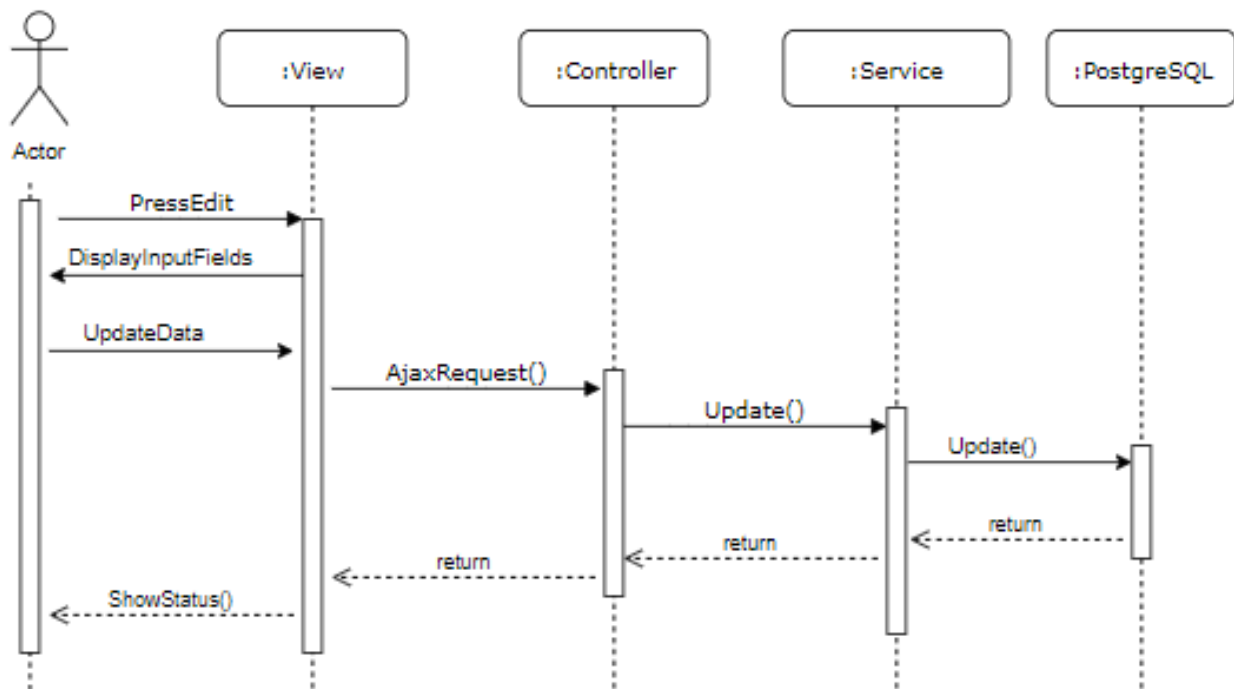 :View
:Controller
:Service
:PostgreSQL
Actor
PressEdit
DisplayInputFields
UpdateData
AjaxRequest()
Update()
Update()
return
return
return
ShowStatus()